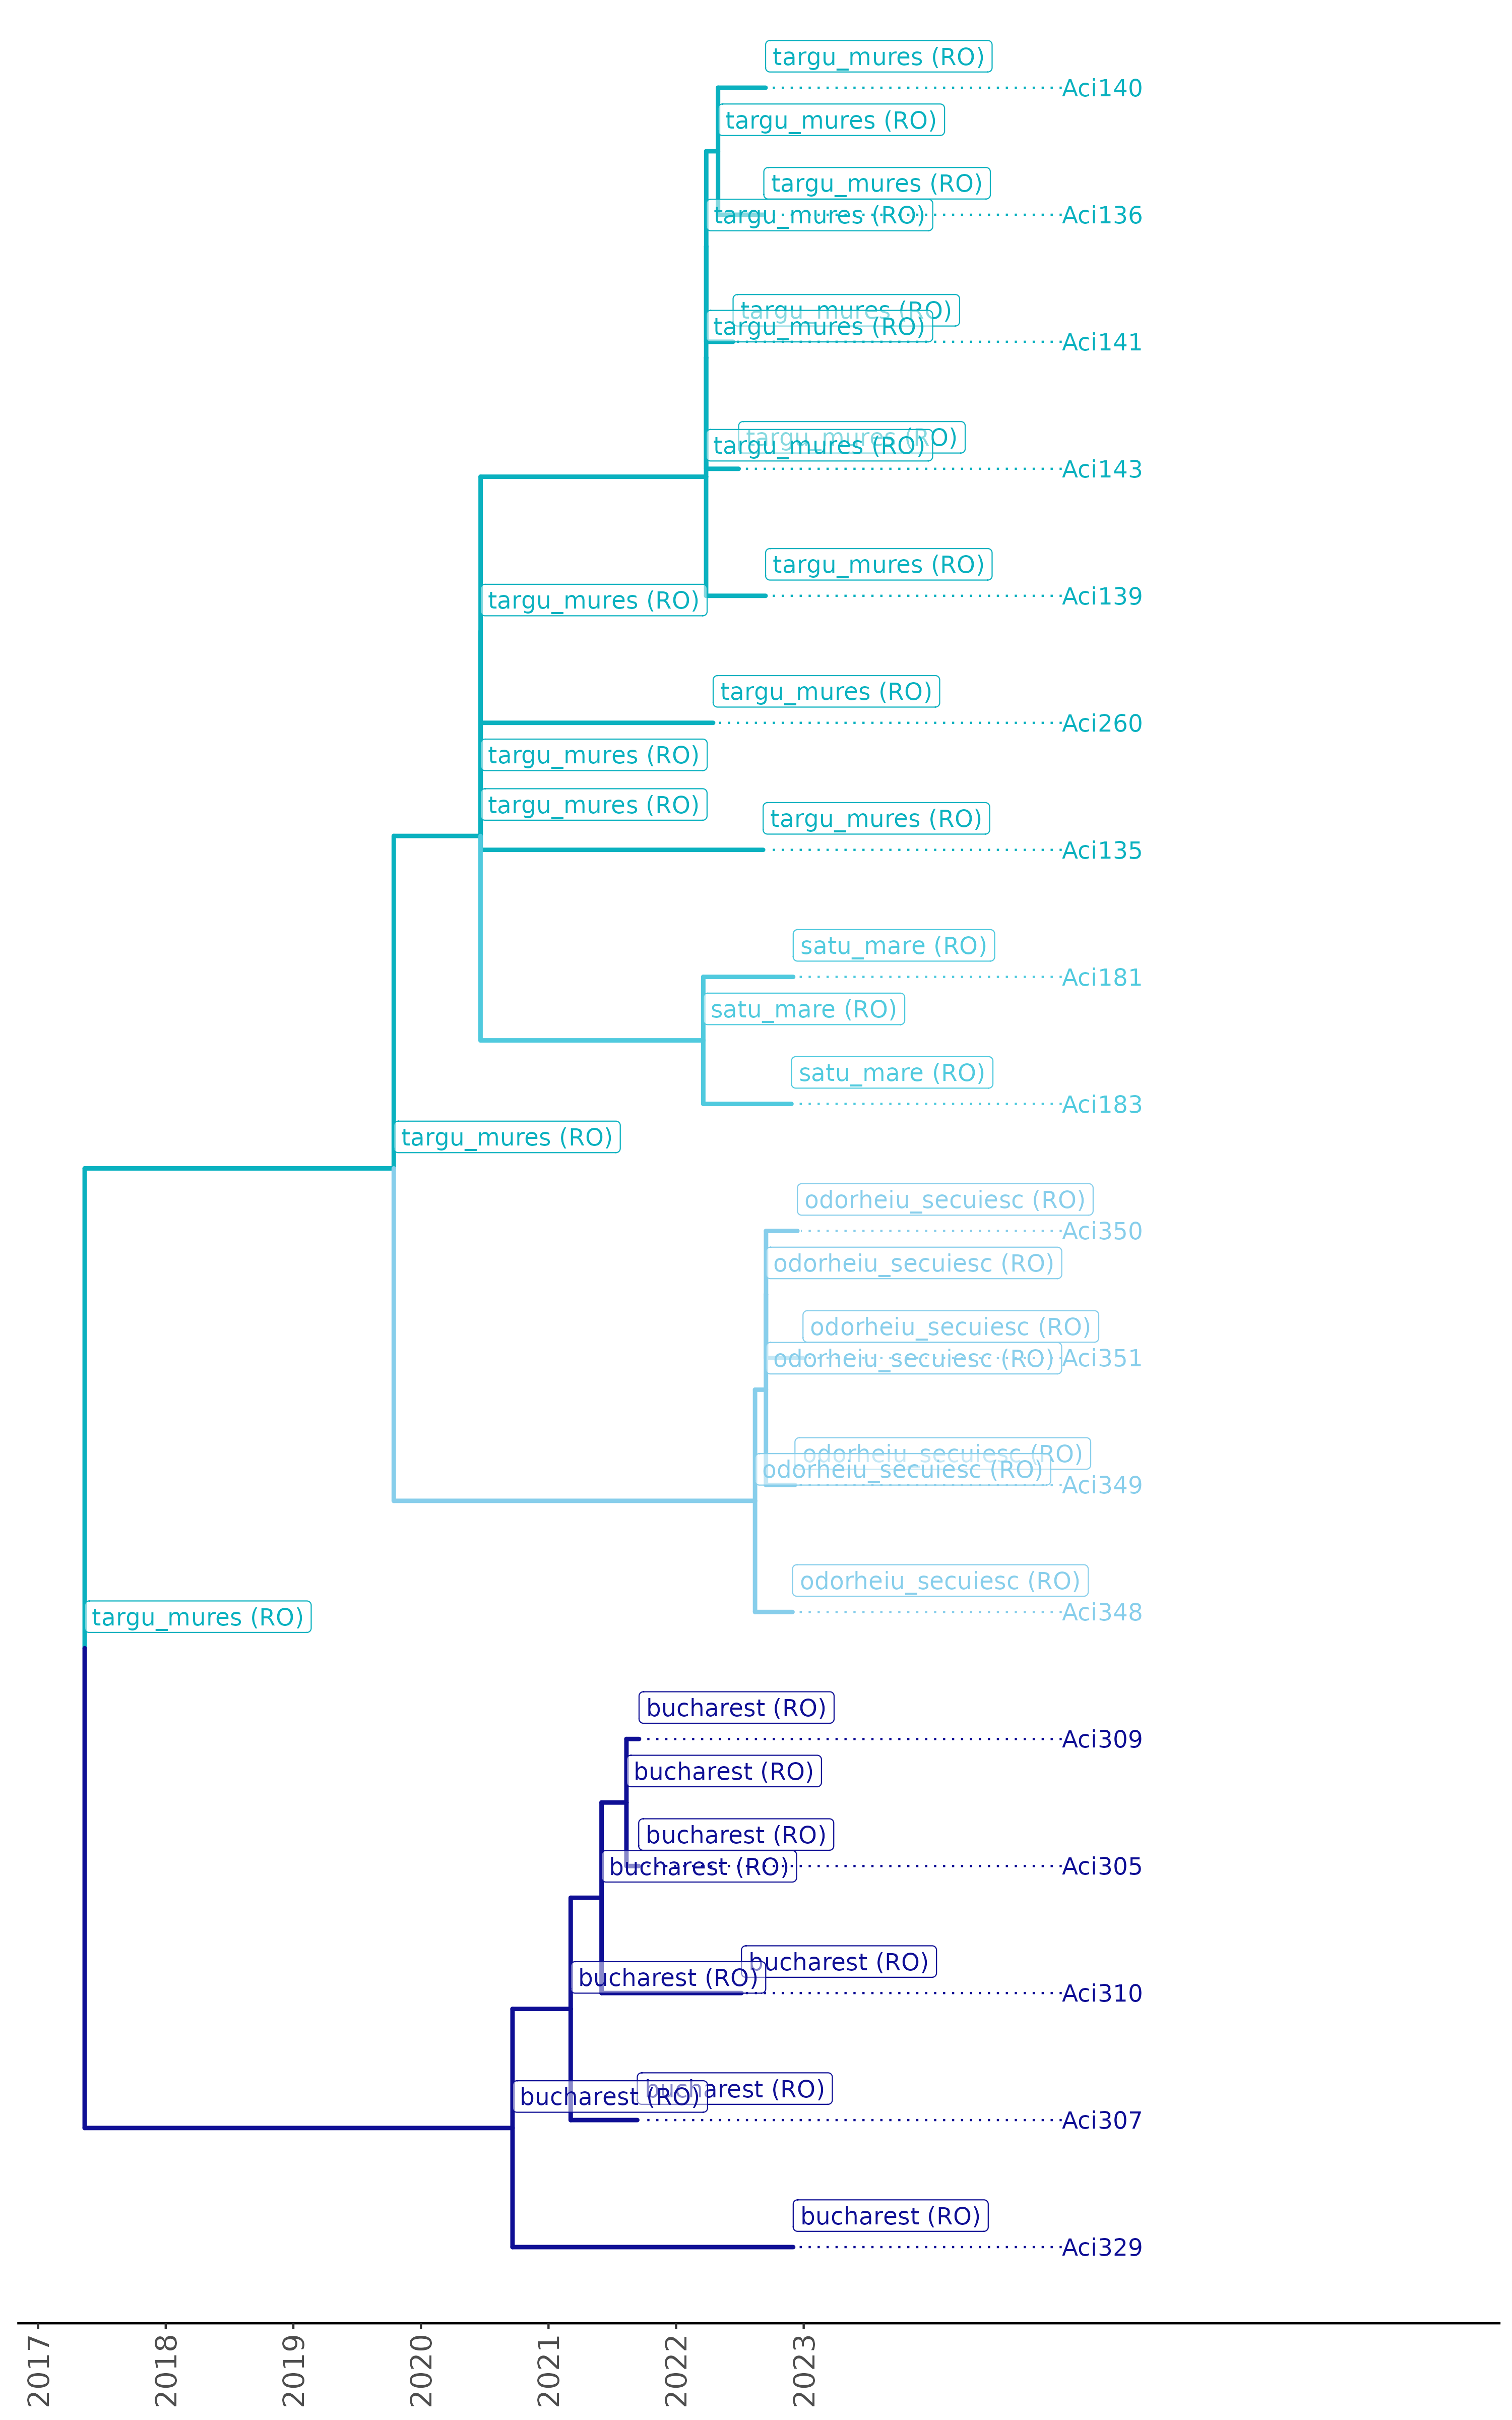 targu_mures (RO)
Aci140
targu_mures (RO)
targu_mures (RO)
targu_mures (RO)
Aci136
targu_mures (RO)
targu_mures (RO)
Aci141
targu_mures (RO)
targu_mures (RO)
Aci143
targu_mures (RO)
Aci139
targu_mures (RO)
targu_mures (RO)
Aci260
targu_mures (RO)
targu_mures (RO)
targu_mures (RO)
Aci135
satu_mare (RO)
Aci181
satu_mare (RO)
satu_mare (RO)
Aci183
targu_mures (RO)
odorheiu_secuiesc (RO)
Aci350
odorheiu_secuiesc (RO)
odorheiu_secuiesc (RO)
odorheiu_secuiesc (RO)
Aci351
odorheiu_secuiesc (RO)
odorheiu_secuiesc (RO)
Aci349
odorheiu_secuiesc (RO)
Aci348
targu_mures (RO)
bucharest (RO)
Aci309
bucharest (RO)
bucharest (RO)
bucharest (RO)
Aci305
bucharest (RO)
bucharest (RO)
Aci310
bucharest (RO)
bucharest (RO)
Aci307
bucharest (RO)
Aci329
2017
2018
2019
2020
2021
2022
2023